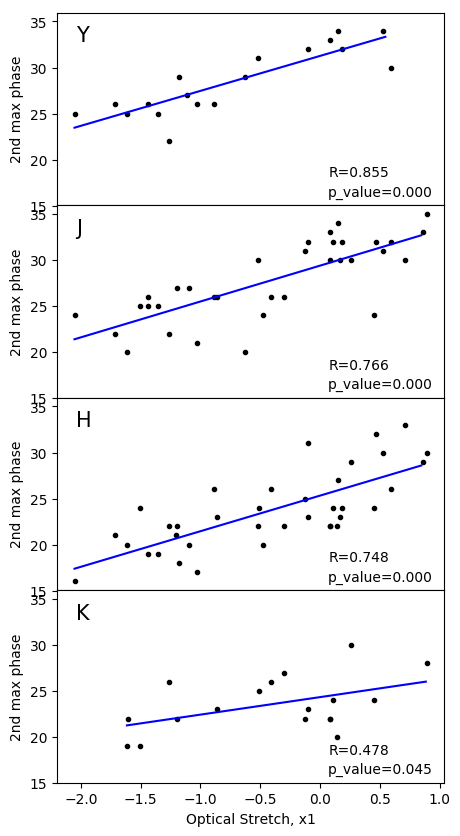 Y
35
30
25
20
15
2nd max phase
R=0.855
p_value=0.000
J
35
30
25
20
15
2nd max phase
R=0.766
p_value=0.000
H
35
30
25
20
15
2nd max phase
R=0.748
p_value=0.000
K
35
30
25
20
15
2nd max phase
R=0.478
p_value=0.045
−2.0 −1.5 −1.0 −0.5 0.0 0.5 1.0
Optical Stretch, x1